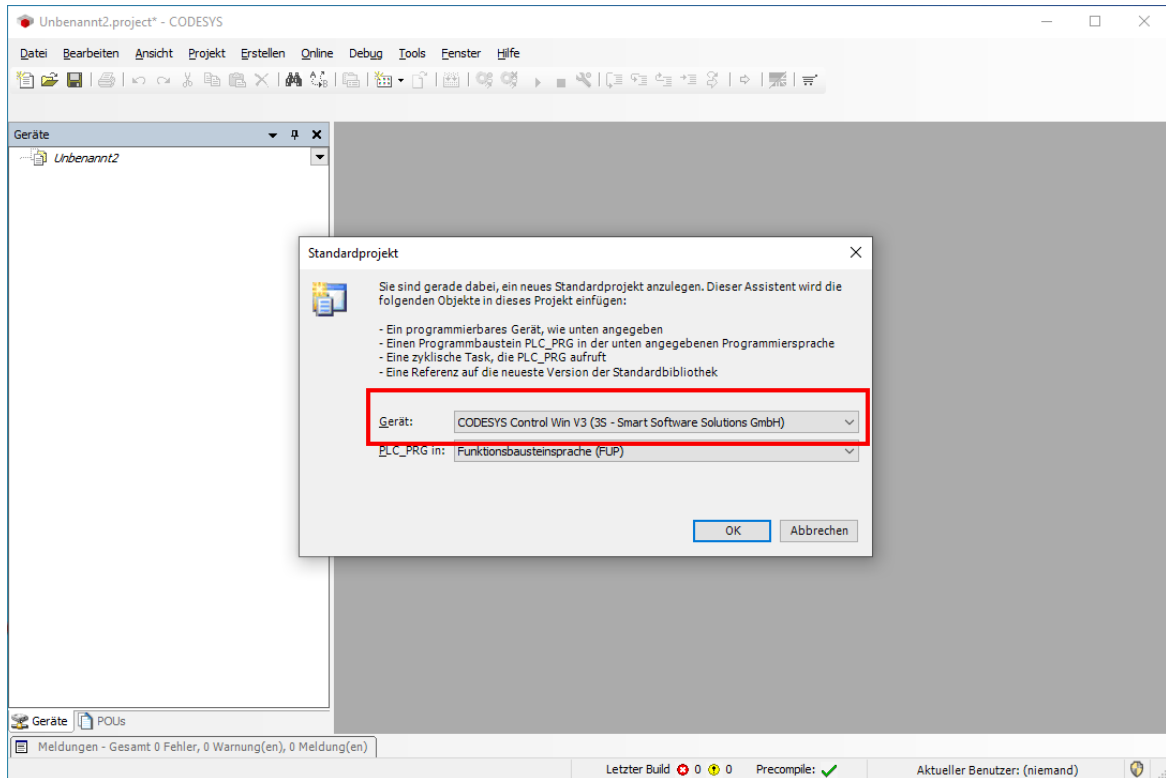 Unbenannt2.project* - CODESYS
Datei Bearbeiten Ansicht Projekt Erstellen Online Debug Tools Fenster Hilfe
Geräte
Unbenannt2
Standardprojekt
Sie sind gerade dabei, ein neues Standardprojekt anzulegen. Dieser Assistent wird die
folgenden Objekte in dieses Projekt einfügen:
- Ein programmierbares Gerät, wie unten angegeben
- Einen Programmbaustein PLC_PRG in der unten angegebenen Programmiersprache
- Eine zyklische Task, die PLC_PRG aufruft
- Eine Referenz auf die neueste Version der Standardbibliothek
Gerät: CODESYS Control Win V3 (3S - Smart Software Solutions GmbH)
PLC_PRG in: Funktionsbausteinsprache (FUP)
OK Abbrechen
Geräte POUs
Meldungen - Gesamt 0 Fehler, 0 Warnung(en), 0 Meldung(en)
Letzter Build 0 0 Precompile: Aktueller Benutzer: (niemand)